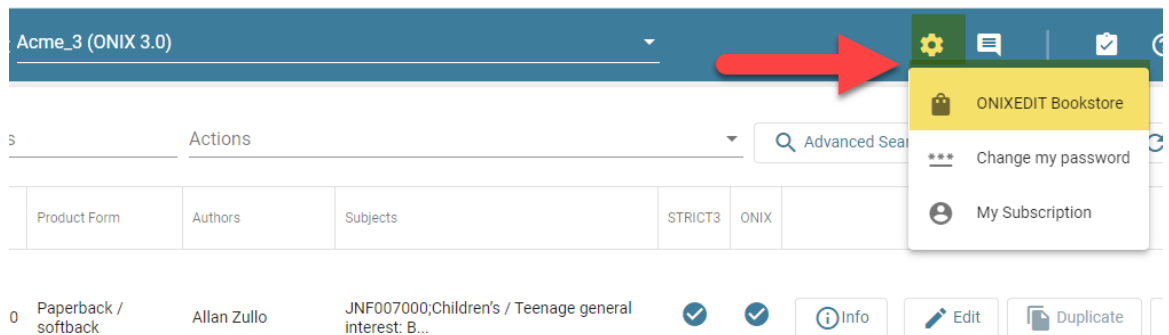 Acme_3 (ONIX 3.0)
ONIXEDIT Bookstore
Actions
Advanced
Change my password
My Subscription
Product Form
Authors
Subjects
STRICT3
ONIX
0
Paperback /
softback
Allan Zullo
JNF007000;Children's / Teenage general
interest: B...
Info
Edit
Duplicate